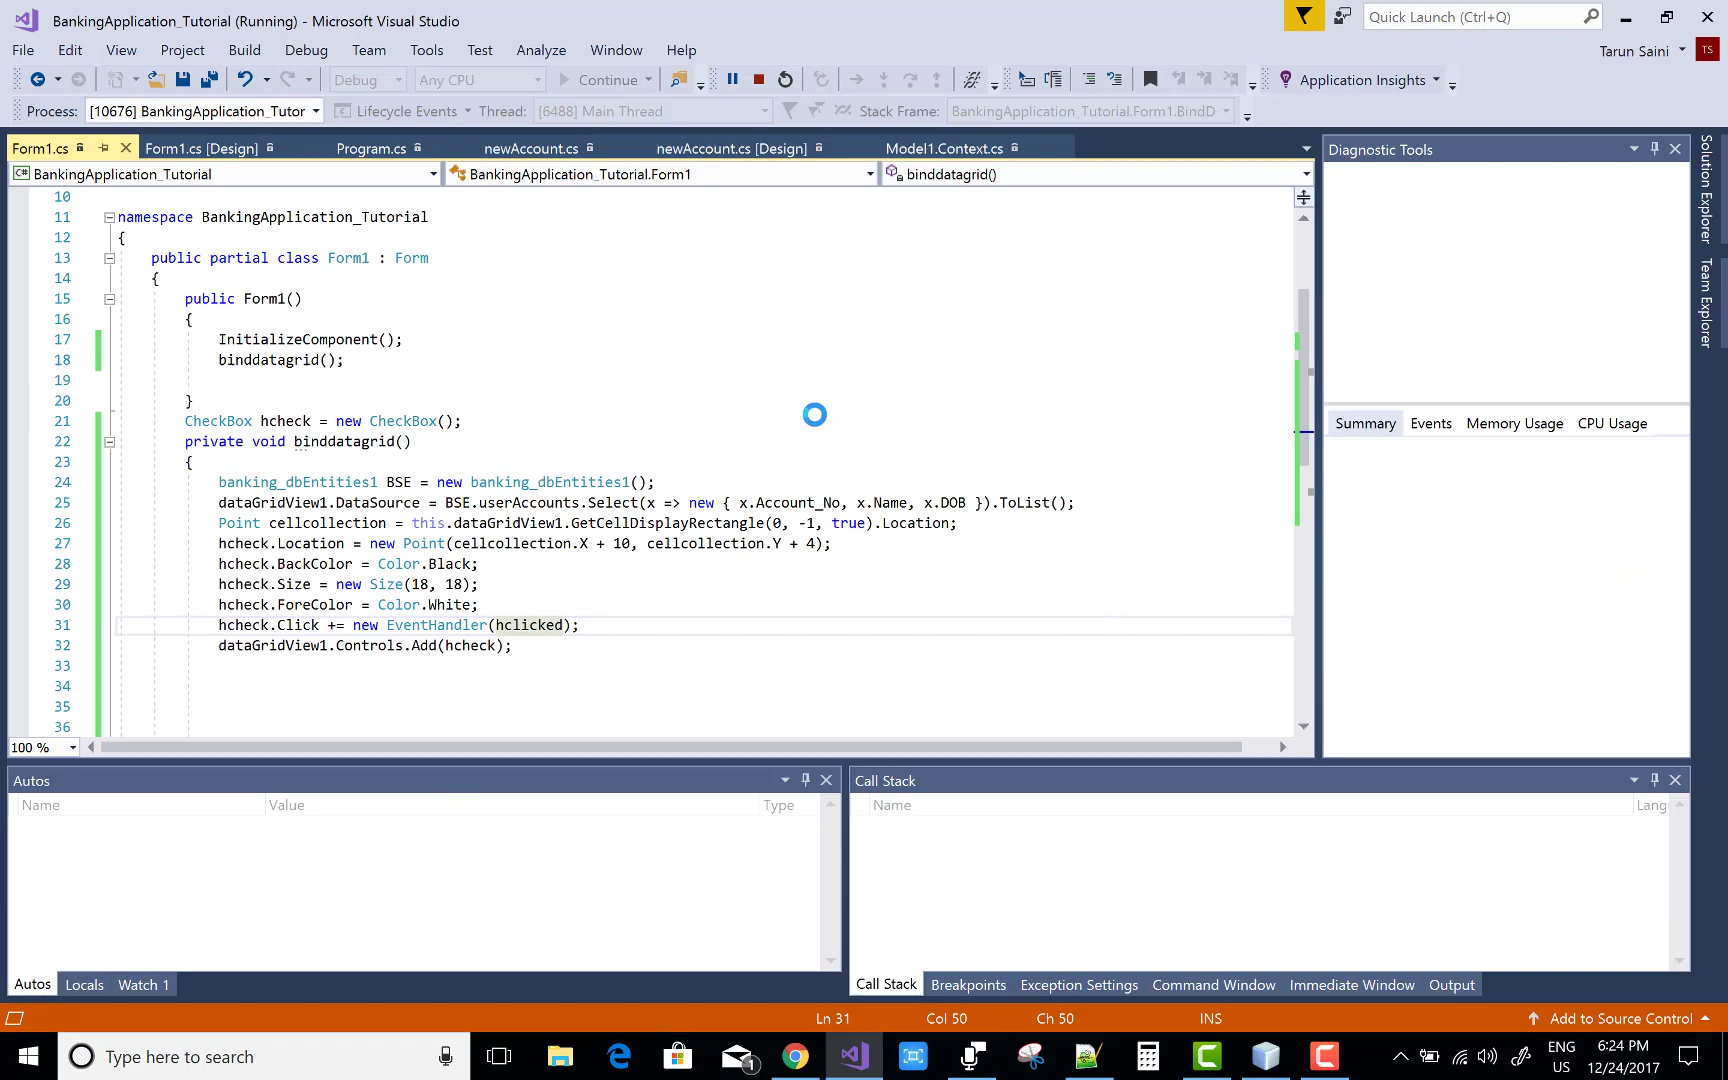 BankingApplication_Tutorial (Running) - Microsoft Visual Studio
Quick Launch (Ctrl+Q)
File Edit View Project Build Debug Team Tools Test Analyze Window Help
Tarun Saini TS
Debug Any CPU Continue Application Insights
Process: [10676] BankingApplication_Tutor Lifecycle Events Thread: [6488] Main Thread Stack Frame: BankingApplication_Tutorial.Form1.BindD
Form1.cs Form1.cs [Design] Program.cs newAccount.cs newAccount.cs [Design] Model1.Context.cs
Diagnostic Tools
BankingApplication_Tutorial BankingApplication_Tutorial.Form1 binddatagrid()
Solution Explorer
Team Explorer
10
11 namespace BankingApplication_Tutorial
12 {
13 public partial class Form1 : Form
14 {
15 public Form1()
16 {
17 InitializeComponent();
18 binddatagrid();
19
20 }
21 CheckBox hcheck = new CheckBox();
22 private void binddatagrid()
23 {
24 banking_dbEntities1 BSE = new banking_dbEntities1();
25 dataGridView1.DataSource = BSE.userAccounts.Select(x => new { x.Account_No, x.Name, x.DOB }).ToList();
26 Point cellcollection = this.dataGridView1.GetCellDisplayRectangle(0, -1, true).Location;
27 hcheck.Location = new Point(cellcollection.X + 10, cellcollection.Y + 4);
28 hcheck.BackColor = Color.Black;
29 hcheck.Size = new Size(18, 18);
30 hcheck.ForeColor = Color.White;
31 hcheck.Click += new EventHandler(hclicked);
32 dataGridView1.Controls.Add(hcheck);
33
34
35
36
Summary Events Memory Usage CPU Usage
100 %
Autos
Name Value Type
Call Stack
Name Lang
Autos Locals Watch 1
Call Stack Breakpoints Exception Settings Command Window Immediate Window Output
Ln 31 Col 50 Ch 50 INS Add to Source Control
Type here to search
1
ENG
US
6:24 PM
12/24/2017